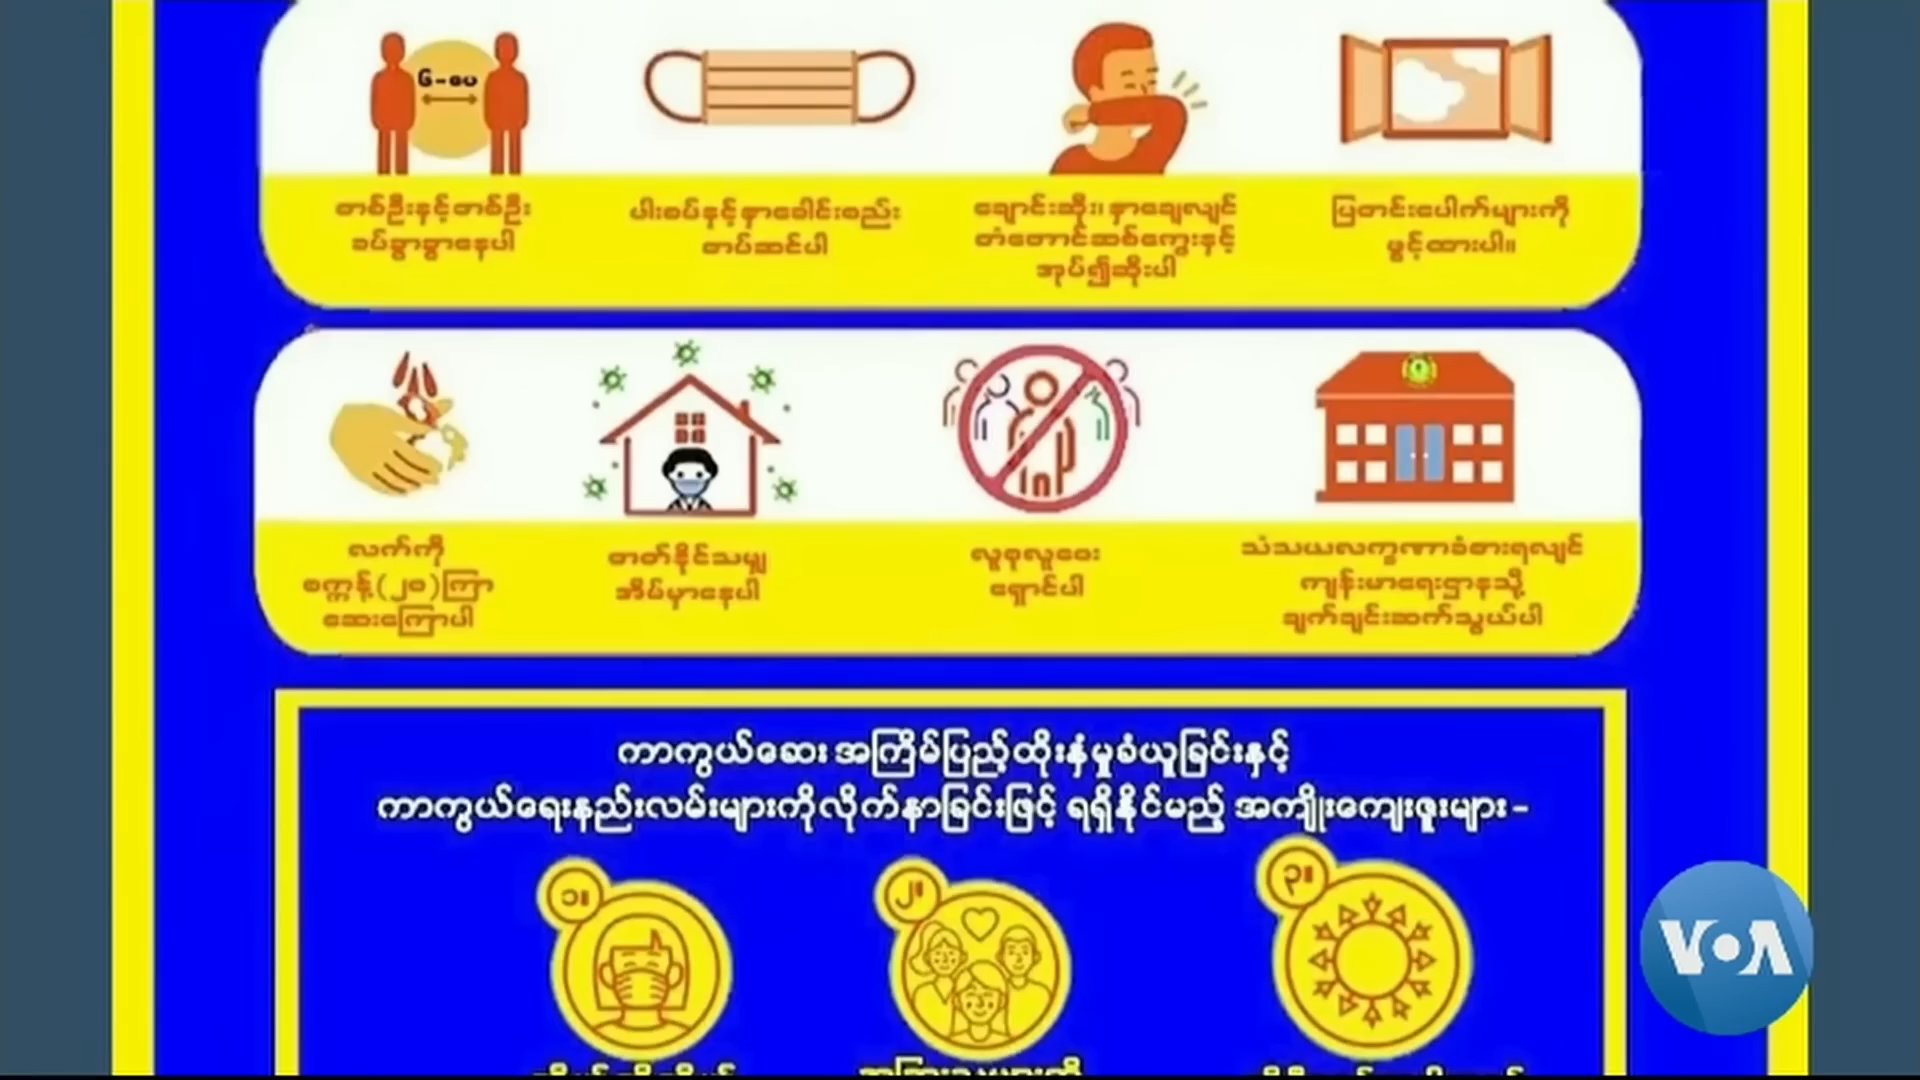 ၆-ပေ
တစ်ဦးနှင့်တစ်ဦး
ခပ်ခွာခွာနေပါ
ပါးစပ်နှင့်နှာခေါင်းစည်း
တပ်ဆင်ပါ
ချောင်းဆိုး၊ နှာချေလျှင်
တံတောင်ဆစ်ကွေးနှင့်
အုပ်၍ဆိုးပါ
ပြတင်းပေါက်များကို
ဖွင့်ထားပါ။
လက်ကို
စက္ကန့်(၂၀)ကြာ
ဆေးကြောပါ
တတ်နိုင်သမျှ
အိမ်မှာနေပါ
လူစုလူဝေး
ရှောင်ပါ
သံသယလက္ခဏာခံစားရလျှင်
ကျန်းမာရေးဌာနသို့
ချက်ချင်းဆက်သွယ်ပါ
ကာကွယ်ဆေး အကြိမ်ပြည့်ထိုးနှံမှုခံယူခြင်းနှင့်
ကာကွယ်ရေးနည်းလမ်းများကိုလိုက်နာခြင်းဖြင့် ရရှိနိုင်မည့် အကျိုးကျေးဇူးများ -
၁။
၂။
၃။
VOA